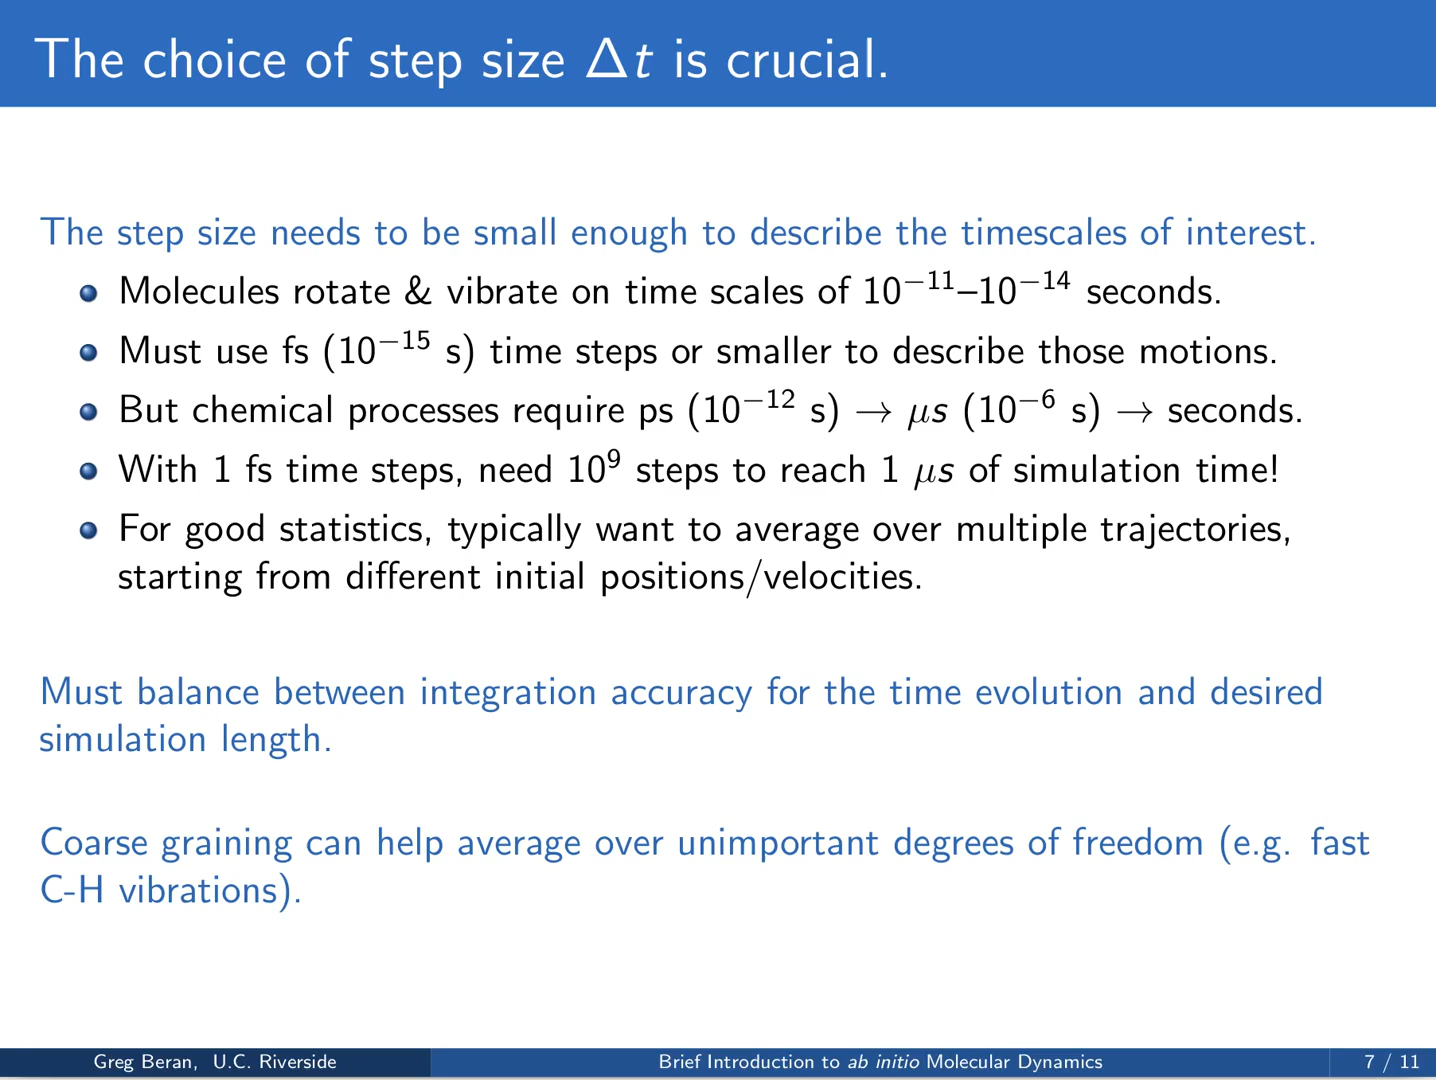 The choice of step size Δt is crucial.
The step size needs to be small enough to describe the timescales of interest.
Molecules rotate & vibrate on time scales of 10⁻¹¹–10⁻¹⁴ seconds.
Must use fs (10⁻¹⁵ s) time steps or smaller to describe those motions.
But chemical processes require ps (10⁻¹² s) → μs (10⁻⁶ s) → seconds.
With 1 fs time steps, need 10⁹ steps to reach 1 μs of simulation time!
For good statistics, typically want to average over multiple trajectories,
starting from different initial positions/velocities.
Must balance between integration accuracy for the time evolution and desired
simulation length.
Coarse graining can help average over unimportant degrees of freedom (e.g. fast
C-H vibrations).
Greg Beran, U.C. Riverside
Brief Introduction to ab initio Molecular Dynamics
7 / 11